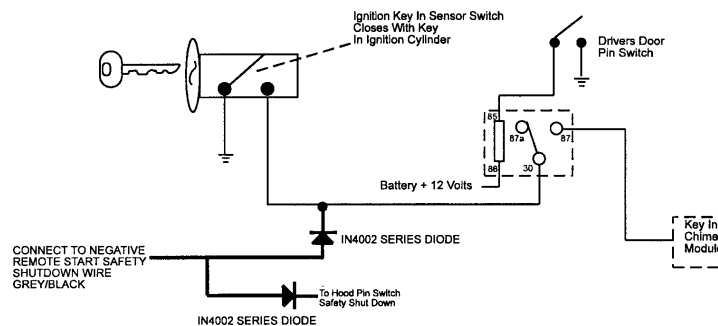 Ignition Key In Sensor Switch
Closes With Key
In Ignition Cylinder
Drivers Door
Pin Switch
85
87a
87
86
30
Battery + 12 Volts
Key In
Chime
Module
IN4002 SERIES DIODE
CONNECT TO NEGATIVE
REMOTE START SAFETY
SHUTDOWN WIRE
GREY/BLACK
To Hood Pin Switch
Safety Shut Down
IN4002 SERIES DIODE